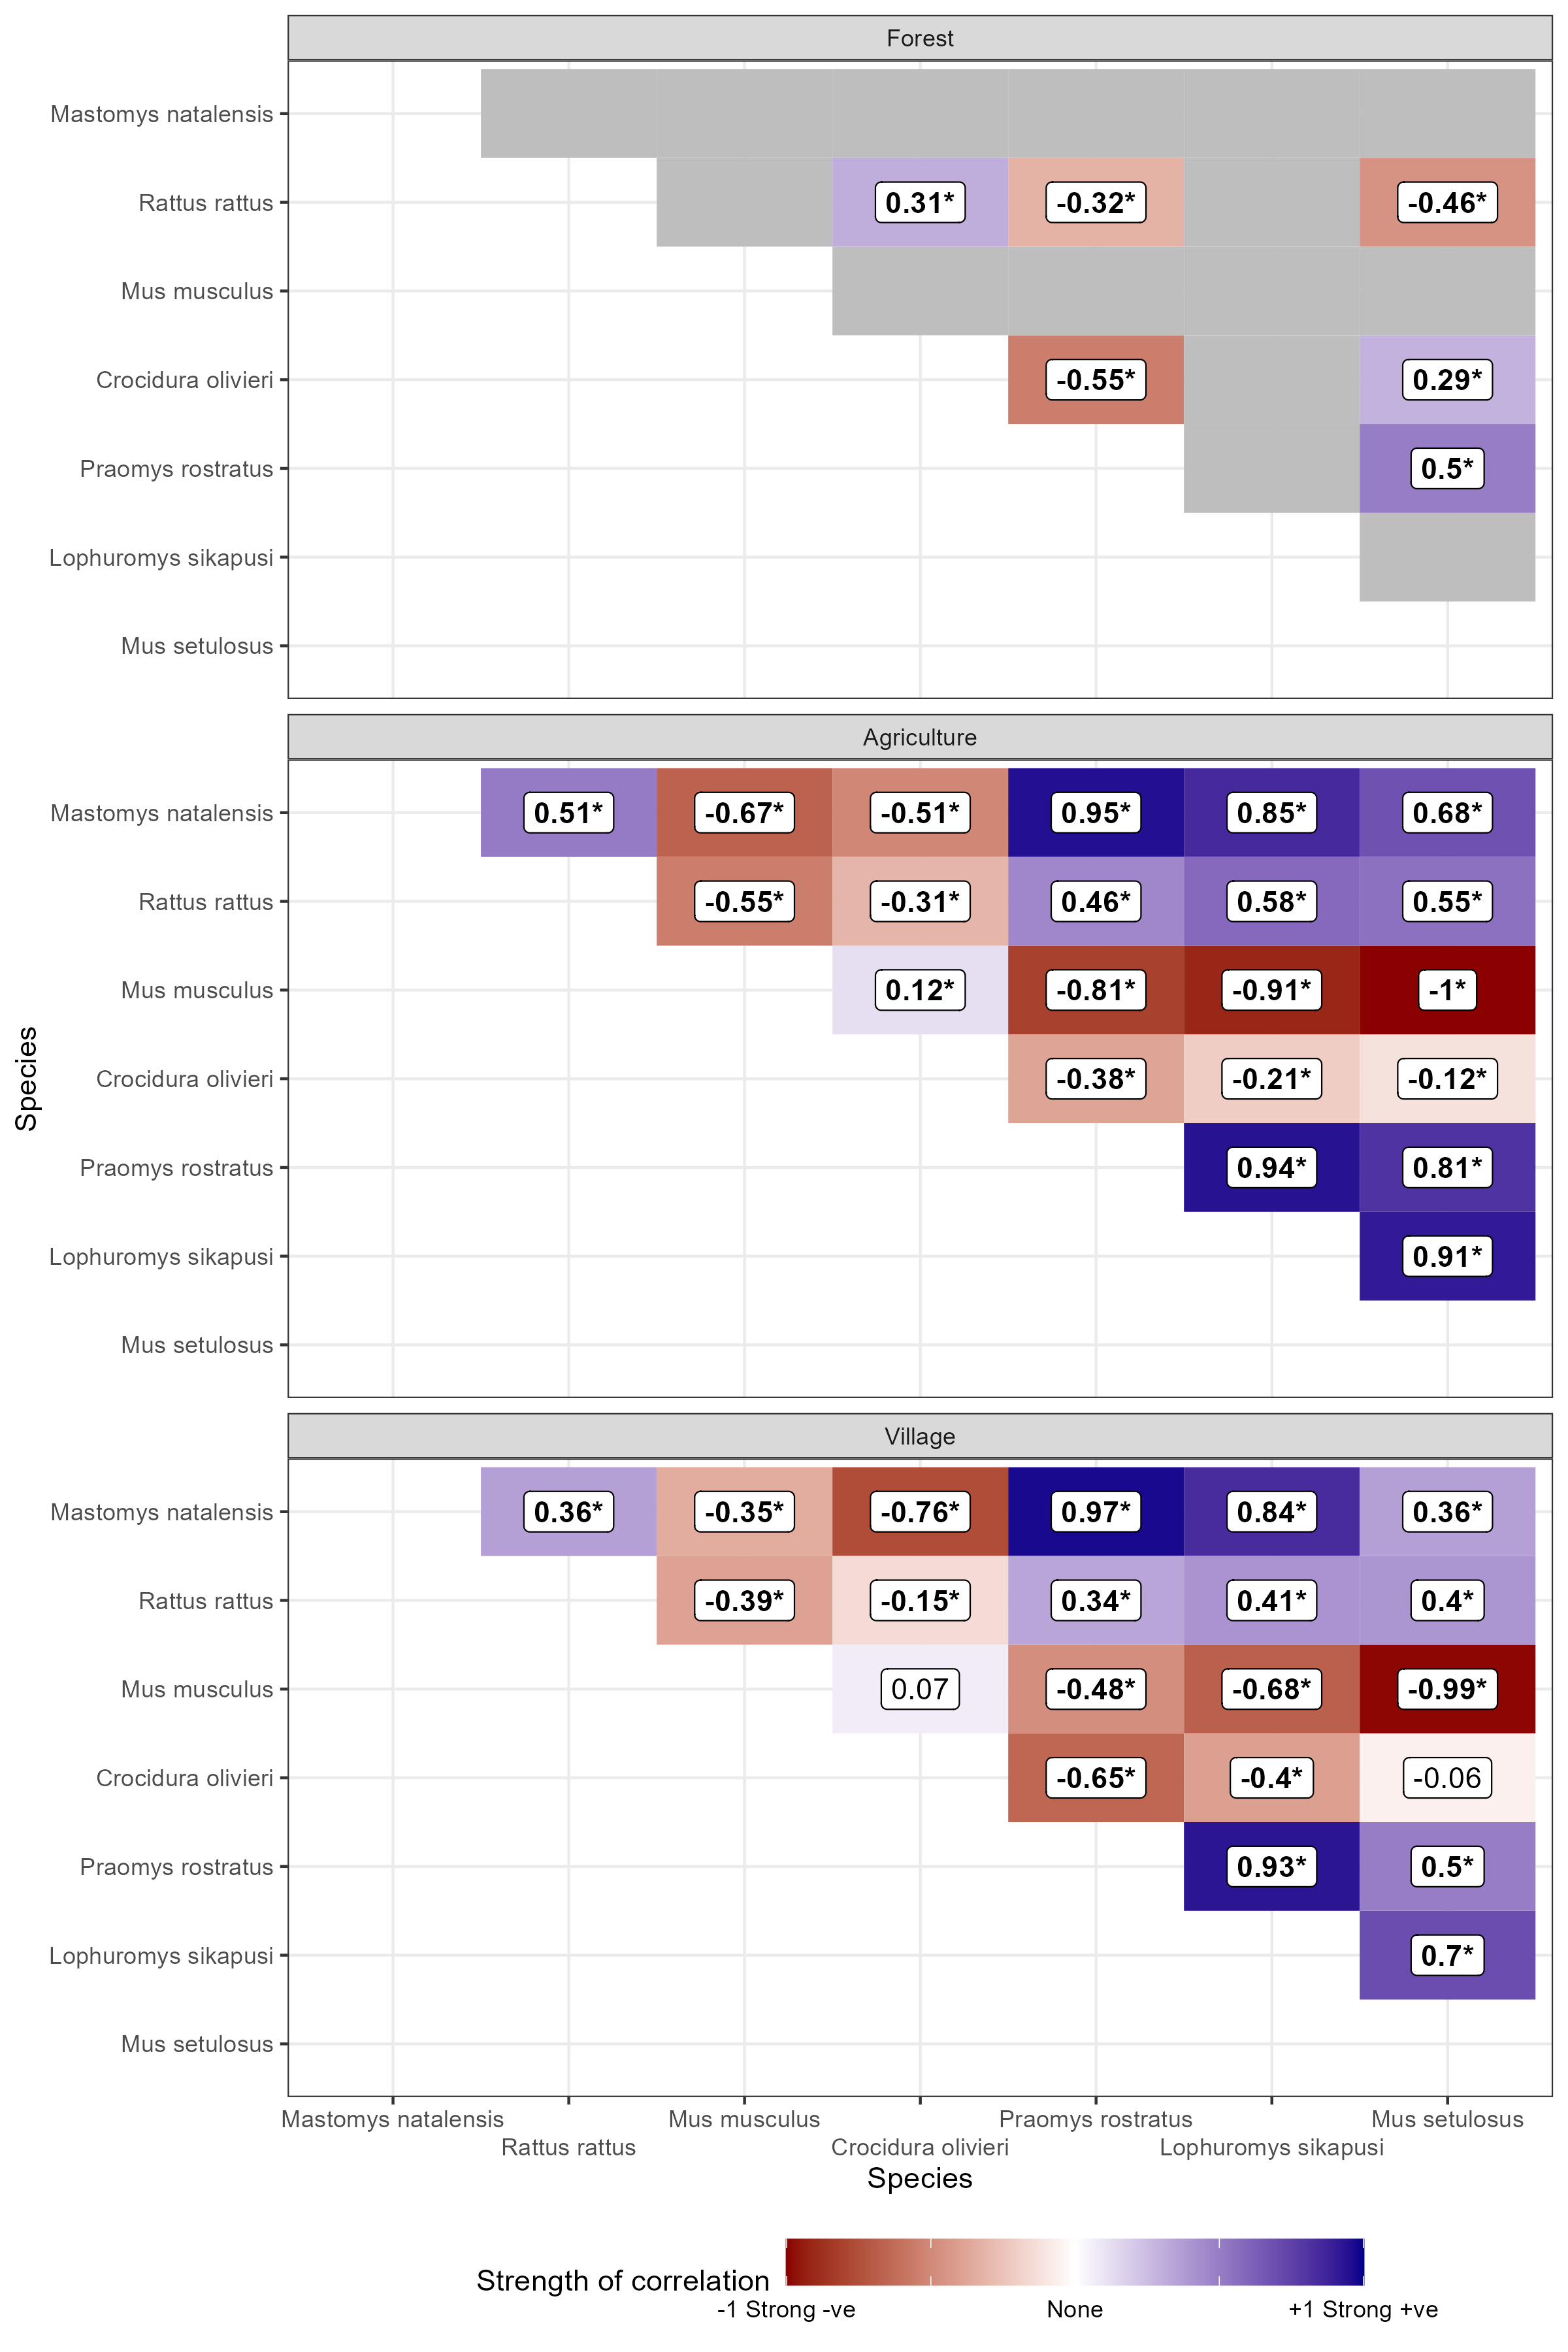 Forest
Mastomys natalensis
Rattus rattus 0.31* -0.32* -0.46*
Mus musculus
Crocidura olivieri -0.55* 0.29*
Praomys rostratus 0.5*
Lophuromys sikapusi
Mus setulosus
Agriculture
Mastomys natalensis 0.51* -0.67* -0.51* 0.95* 0.85* 0.68*
Rattus rattus -0.55* -0.31* 0.46* 0.58* 0.55*
Mus musculus 0.12* -0.81* -0.91* -1*
Crocidura olivieri -0.38* -0.21* -0.12*
Praomys rostratus 0.94* 0.81*
Lophuromys sikapusi 0.91*
Mus setulosus
Species
Village
Mastomys natalensis 0.36* -0.35* -0.76* 0.97* 0.84* 0.36*
Rattus rattus -0.39* -0.15* 0.34* 0.41* 0.4*
Mus musculus 0.07 -0.48* -0.68* -0.99*
Crocidura olivieri -0.65* -0.4* -0.06
Praomys rostratus 0.93* 0.5*
Lophuromys sikapusi 0.7*
Mus setulosus
Mastomys natalensis Mus musculus Praomys rostratus Mus setulosus
Rattus rattus Crocidura olivieri Lophuromys sikapusi
Species
Strength of correlation
-1 Strong -ve None +1 Strong +ve